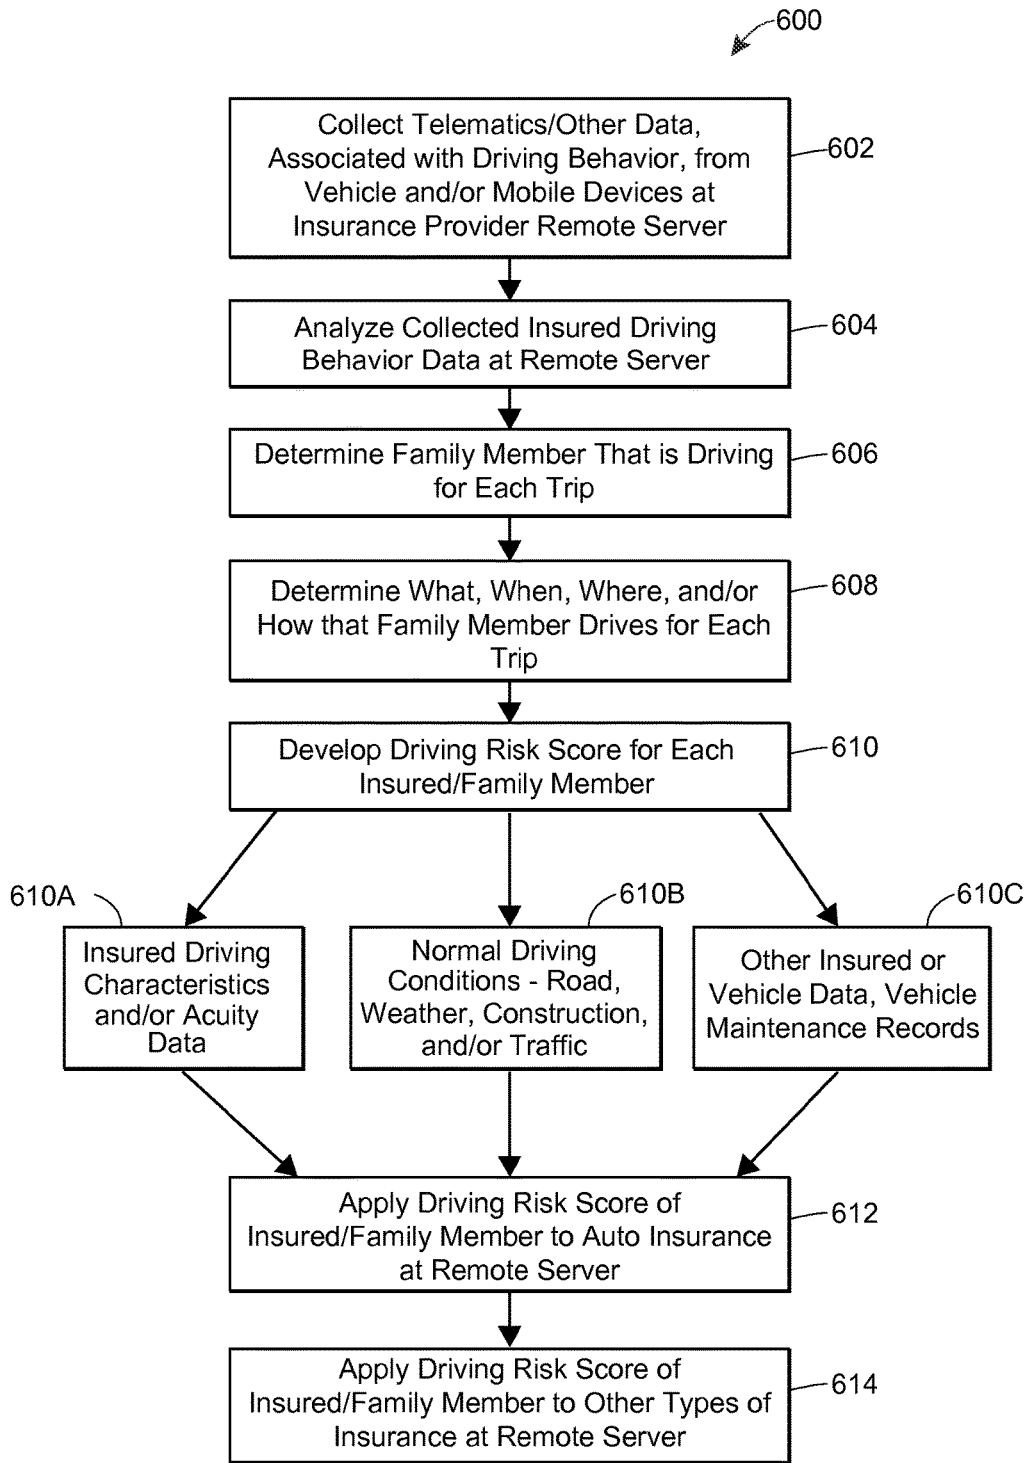 600
Collect Telematics/Other Data,
Associated with Driving Behavior, from
Vehicle and/or Mobile Devices at
Insurance Provider Remote Server
602
Analyze Collected Insured Driving
Behavior Data at Remote Server
604
Determine Family Member That is Driving
for Each Trip
606
Determine What, When, Where, and/or
How that Family Member Drives for Each
Trip
608
Develop Driving Risk Score for Each
Insured/Family Member
610
610A
Insured Driving
Characteristics
and/or Acuity
Data
610B
Normal Driving
Conditions - Road,
Weather, Construction,
and/or Traffic
610C
Other Insured or
Vehicle Data, Vehicle
Maintenance Records
Apply Driving Risk Score of
Insured/Family Member to Auto Insurance
at Remote Server
612
Apply Driving Risk Score of
Insured/Family Member to Other Types of
Insurance at Remote Server
614